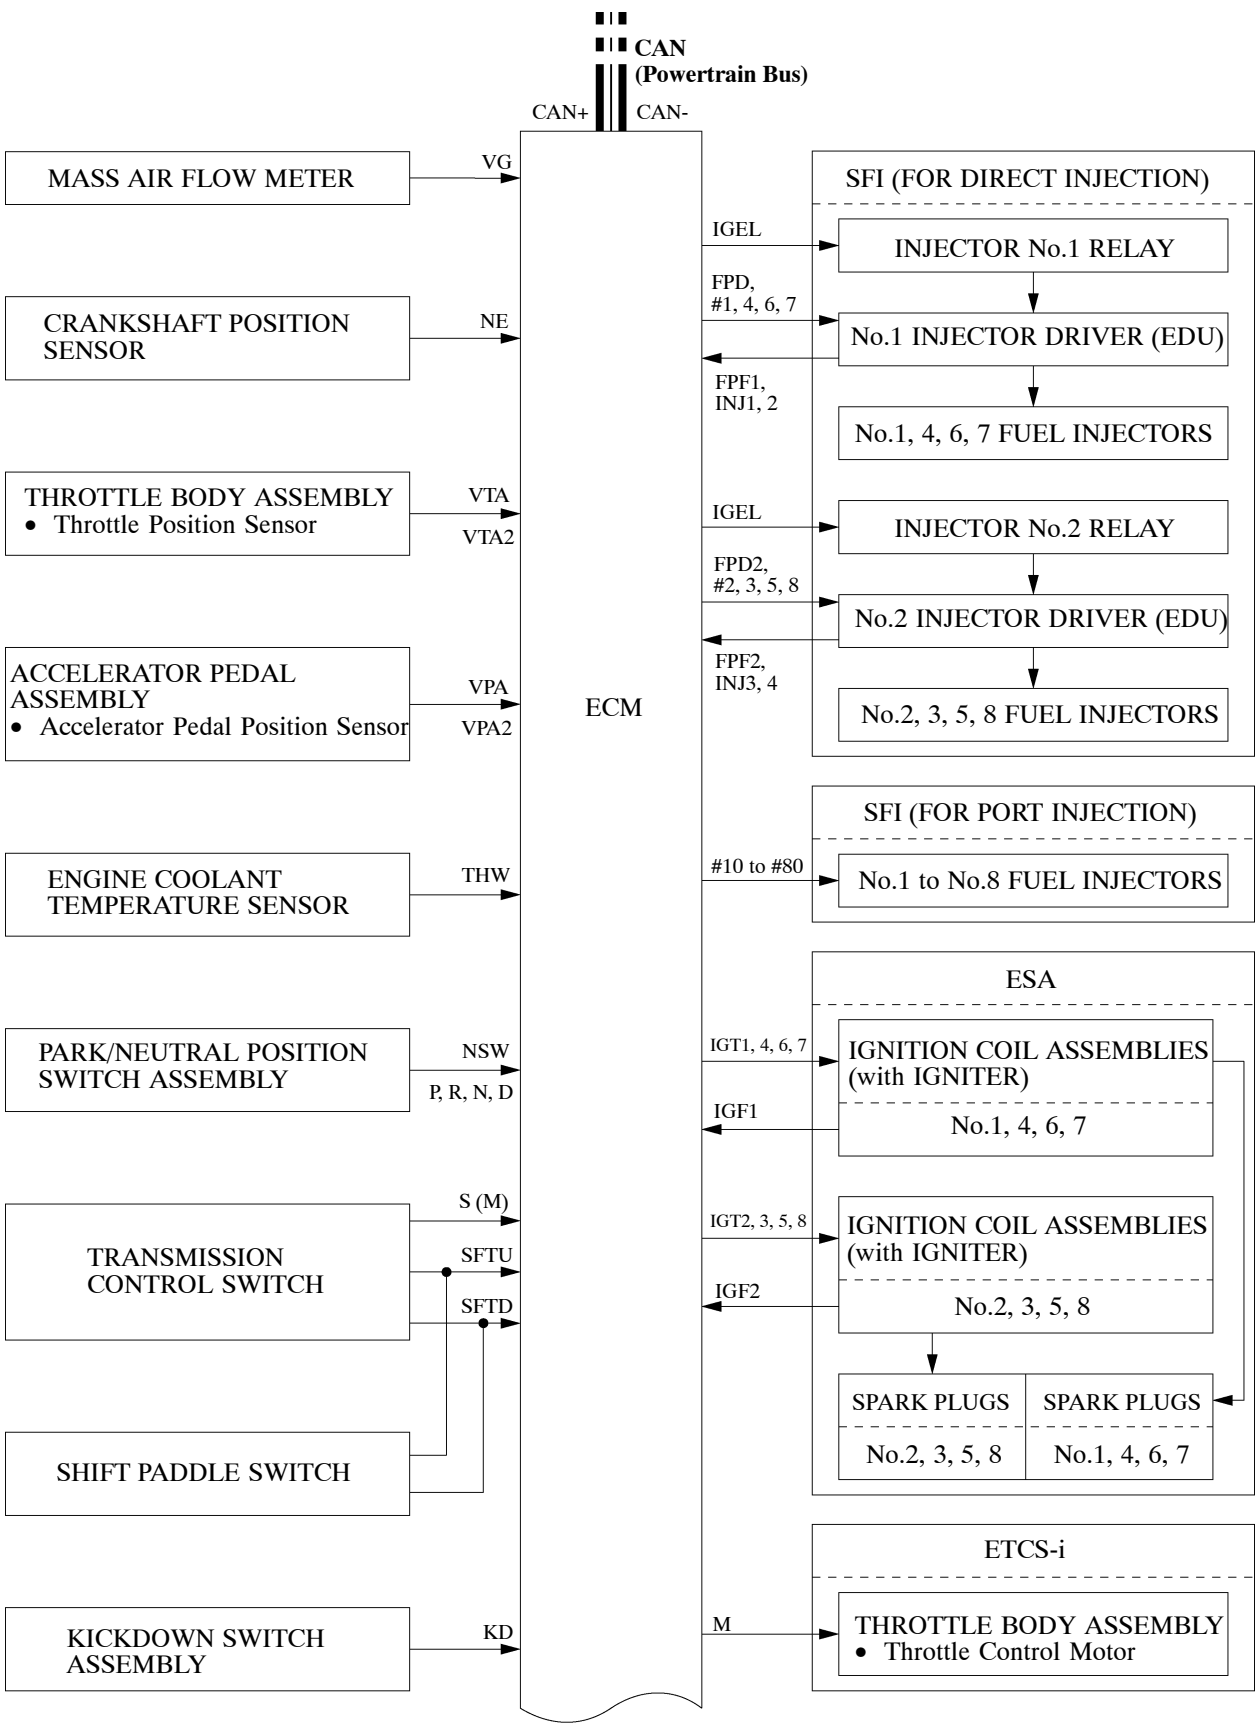 CAN
(Powertrain Bus)
CAN+
CAN-
MASS AIR FLOW METER
VG
CRANKSHAFT POSITION
SENSOR
NE
THROTTLE BODY ASSEMBLY
• Throttle Position Sensor
VTA
VTA2
ACCELERATOR PEDAL
ASSEMBLY
• Accelerator Pedal Position Sensor
VPA
VPA2
ENGINE COOLANT
TEMPERATURE SENSOR
THW
PARK/NEUTRAL POSITION
SWITCH ASSEMBLY
NSW
P, R, N, D
TRANSMISSION
CONTROL SWITCH
S (M)
SFTU
SFTD
SHIFT PADDLE SWITCH
KICKDOWN SWITCH
ASSEMBLY
KD
ECM
SFI (FOR DIRECT INJECTION)
IGEL
INJECTOR No.1 RELAY
FPD,
#1, 4, 6, 7
No.1 INJECTOR DRIVER (EDU)
FPF1,
INJ1, 2
No.1, 4, 6, 7 FUEL INJECTORS
IGEL
INJECTOR No.2 RELAY
FPD2,
#2, 3, 5, 8
No.2 INJECTOR DRIVER (EDU)
FPF2,
INJ3, 4
No.2, 3, 5, 8 FUEL INJECTORS
SFI (FOR PORT INJECTION)
#10 to #80
No.1 to No.8 FUEL INJECTORS
ESA
IGT1, 4, 6, 7
IGNITION COIL ASSEMBLIES
(with IGNITER)
IGF1
No.1, 4, 6, 7
IGT2, 3, 5, 8
IGNITION COIL ASSEMBLIES
(with IGNITER)
IGF2
No.2, 3, 5, 8
SPARK PLUGS
No.2, 3, 5, 8
SPARK PLUGS
No.1, 4, 6, 7
ETCS-i
M
THROTTLE BODY ASSEMBLY
• Throttle Control Motor